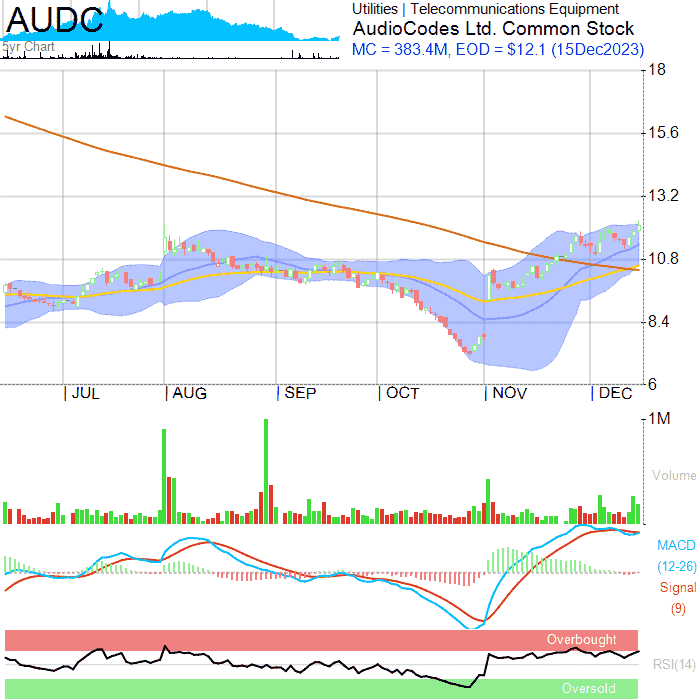 AUDC
5yr Chart
Utilities | Telecommunications Equipment
AudioCodes Ltd. Common Stock
MC = 383.4M, EOD = $12.1 (15Dec2023)
18
15.6
13.2
10.8
8.4
6
| JUL | AUG | SEP | OCT | NOV | DEC
1M
Volume
MACD
(12-26)
Signal
(9)
Overbought
RSI(14)
Oversold